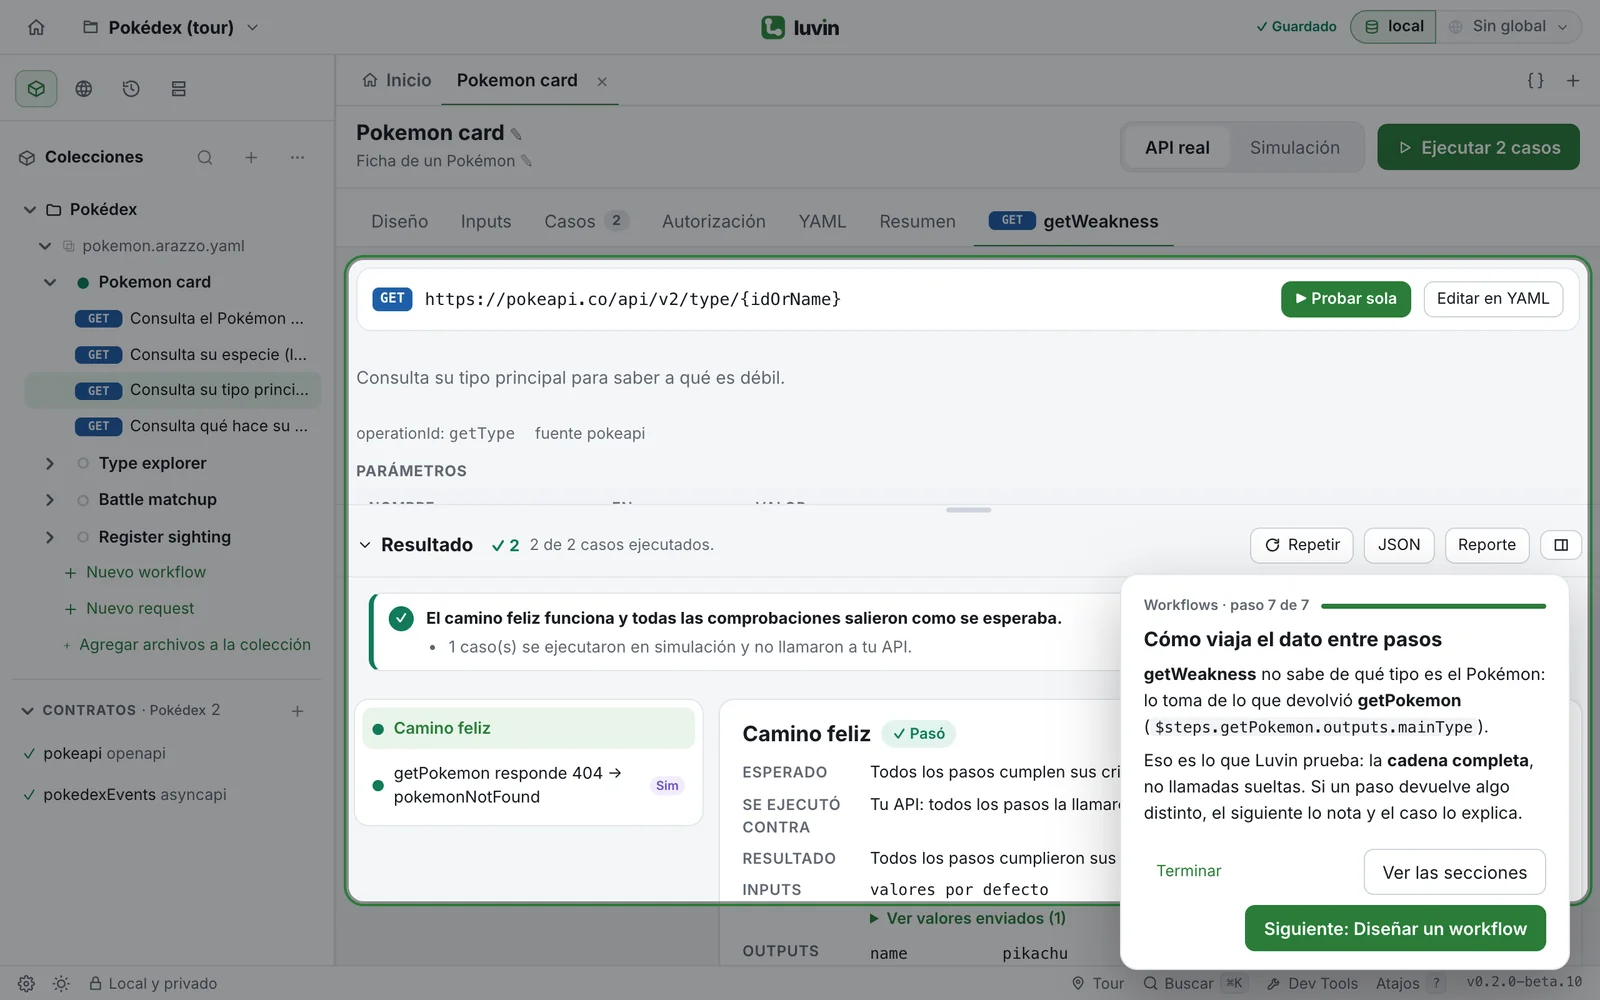 Pokédex (tour)
luvin
Guardado
local
Sin global
Inicio
Pokemon card
Colecciones
Pokemon card
Ficha de un Pokémon
API real
Simulación
Ejecutar 2 casos
Pokédex
pokemon.arazzo.yaml
Pokemon card
GET Consulta el Pokémon ...
GET Consulta su especie (l...
GET Consulta su tipo princi...
GET Consulta qué hace su ...
Type explorer
Battle matchup
Register sighting
+ Nuevo workflow
+ Nuevo request
+ Agregar archivos a la colección
CONTRATOS · Pokédex 2
pokeapi openapi
pokedexEvents asyncapi
Diseño
Inputs
Casos 2
Autorización
YAML
Resumen
GET getWeakness
GET https://pokeapi.co/api/v2/type/{idOrName}
Probar sola
Editar en YAML
Consulta su tipo principal para saber a qué es débil.
operationId: getType fuente pokeapi
PARÁMETROS
NOMBRE EN VALOR
Resultado
2
2 de 2 casos ejecutados.
Repetir
JSON
Reporte
El camino feliz funciona y todas las comprobaciones salieron como se esperaba.
• 1 caso(s) se ejecutaron en simulación y no llamaron a tu API.
Camino feliz
getPokemon responde 404 →
pokemonNotFound
Sim
Camino feliz
Pasó
ESPERADO Todos los pasos cumplen sus cri
SE EJECUTÓ CONTRA Tu API: todos los pasos la llamar
RESULTADO Todos los pasos cumplieron sus
INPUTS valores por defecto
Ver valores enviados (1)
OUTPUTS name pikachu
Workflows · paso 7 de 7
Cómo viaja el dato entre pasos
getWeakness no sabe de qué tipo es el Pokémon:
lo toma de lo que devolvió getPokemon
( $steps.getPokemon.outputs.mainType ).
Eso es lo que Luvin prueba: la cadena completa,
no llamadas sueltas. Si un paso devuelve algo
distinto, el siguiente lo nota y el caso lo explica.
Terminar
Ver las secciones
Siguiente: Diseñar un workflow
Local y privado
Tour
Buscar ⌘K
Dev Tools
Atajos ?
v0.2.0-beta.10